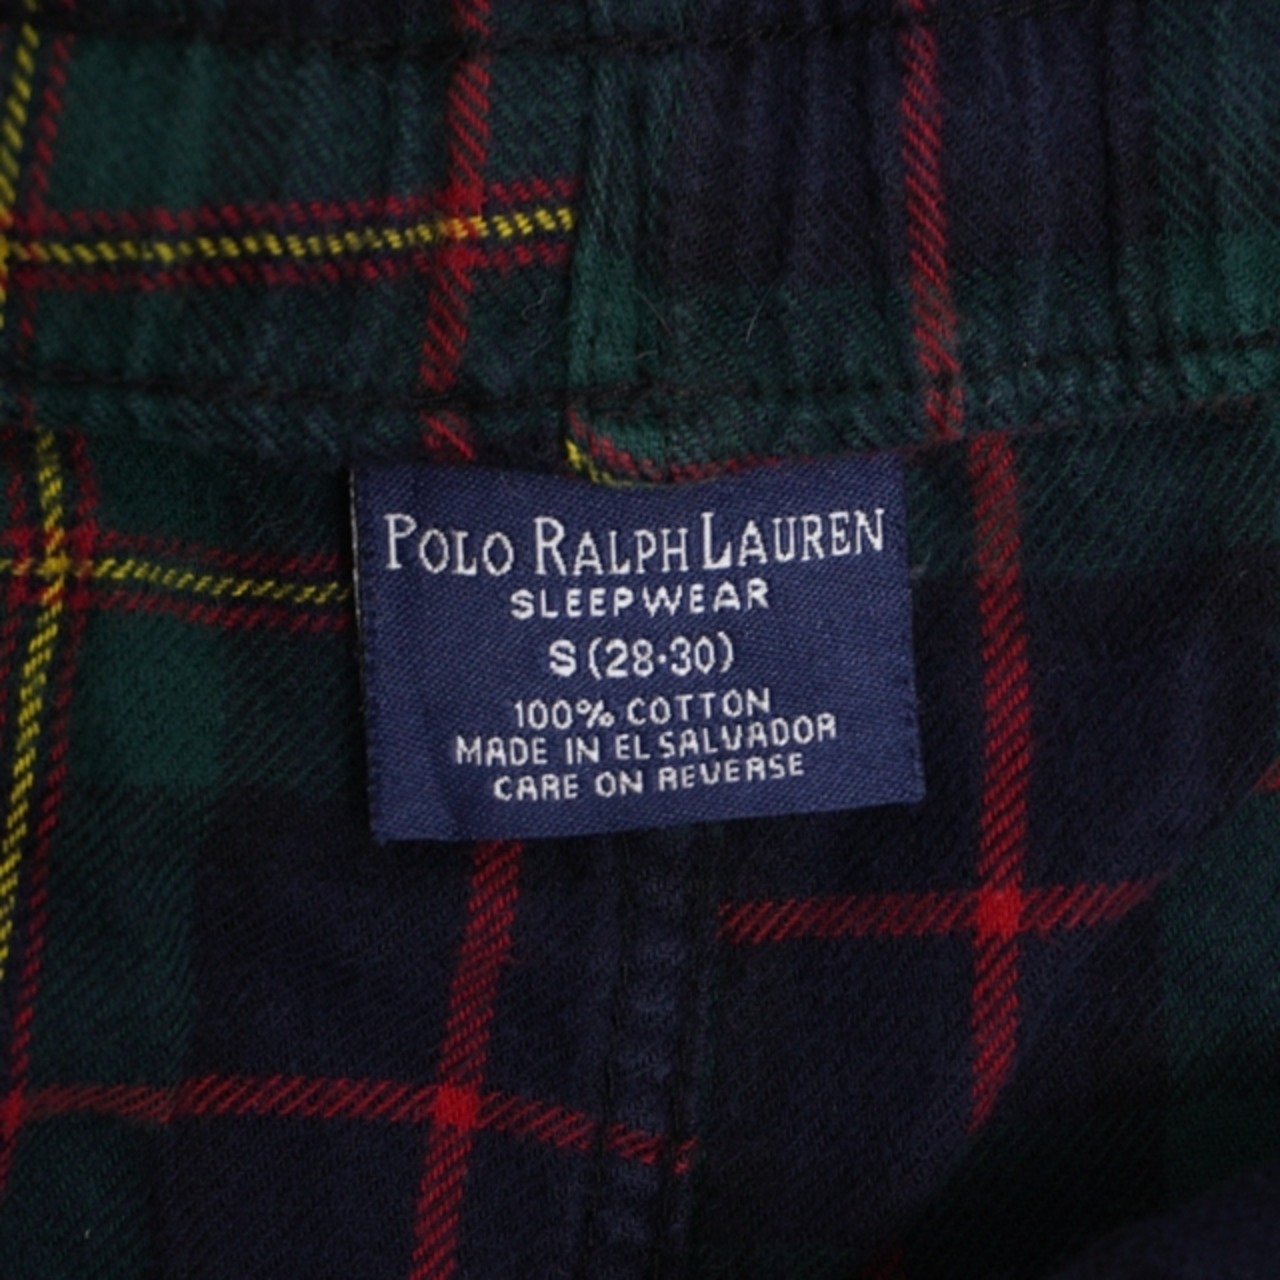 POLO RALPH LAUREN
SLEEPWEAR
S (28-30)
100% COTTON
MADE IN EL SALVADOR
CARE ON REVERSE